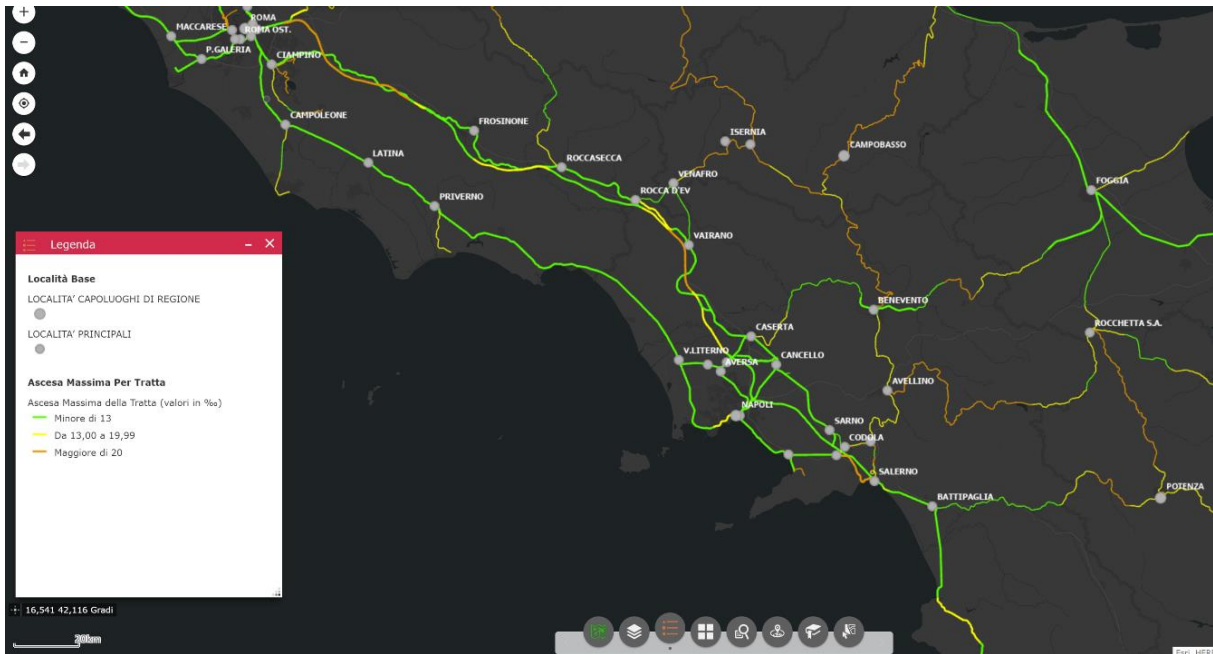 ROMA
MACCARESE
ROMA OST.
P.GALERIA
CIAMPINO
CAMPOLEONE
FROSINONE
ISERNIA
CAMPOBASSO
LATINA
ROCCASECCA
VENAFRO
FOGGIA
PRIVERNO
ROCCA D'EV
VAIRANO
BENEVENTO
CASERTA
ROCCHETTA S.A.
V.LITERNO
AVERSA
CANCELLO
AVELLINO
NAPOLI
SARNO
CODOLA
SALERNO
POTENZA
BATTIPAGLIA
Legenda
Località Base
LOCALITA' CAPOLUOGHI DI REGIONE
LOCALITA' PRINCIPALI
Ascesa Massima Per Tratta
Ascesa Massima della Tratta (valori in ‰)
Minore di 13
Da 13,00 a 19,99
Maggiore di 20
16,541 42,116 Gradi
20km
Esri, HERE